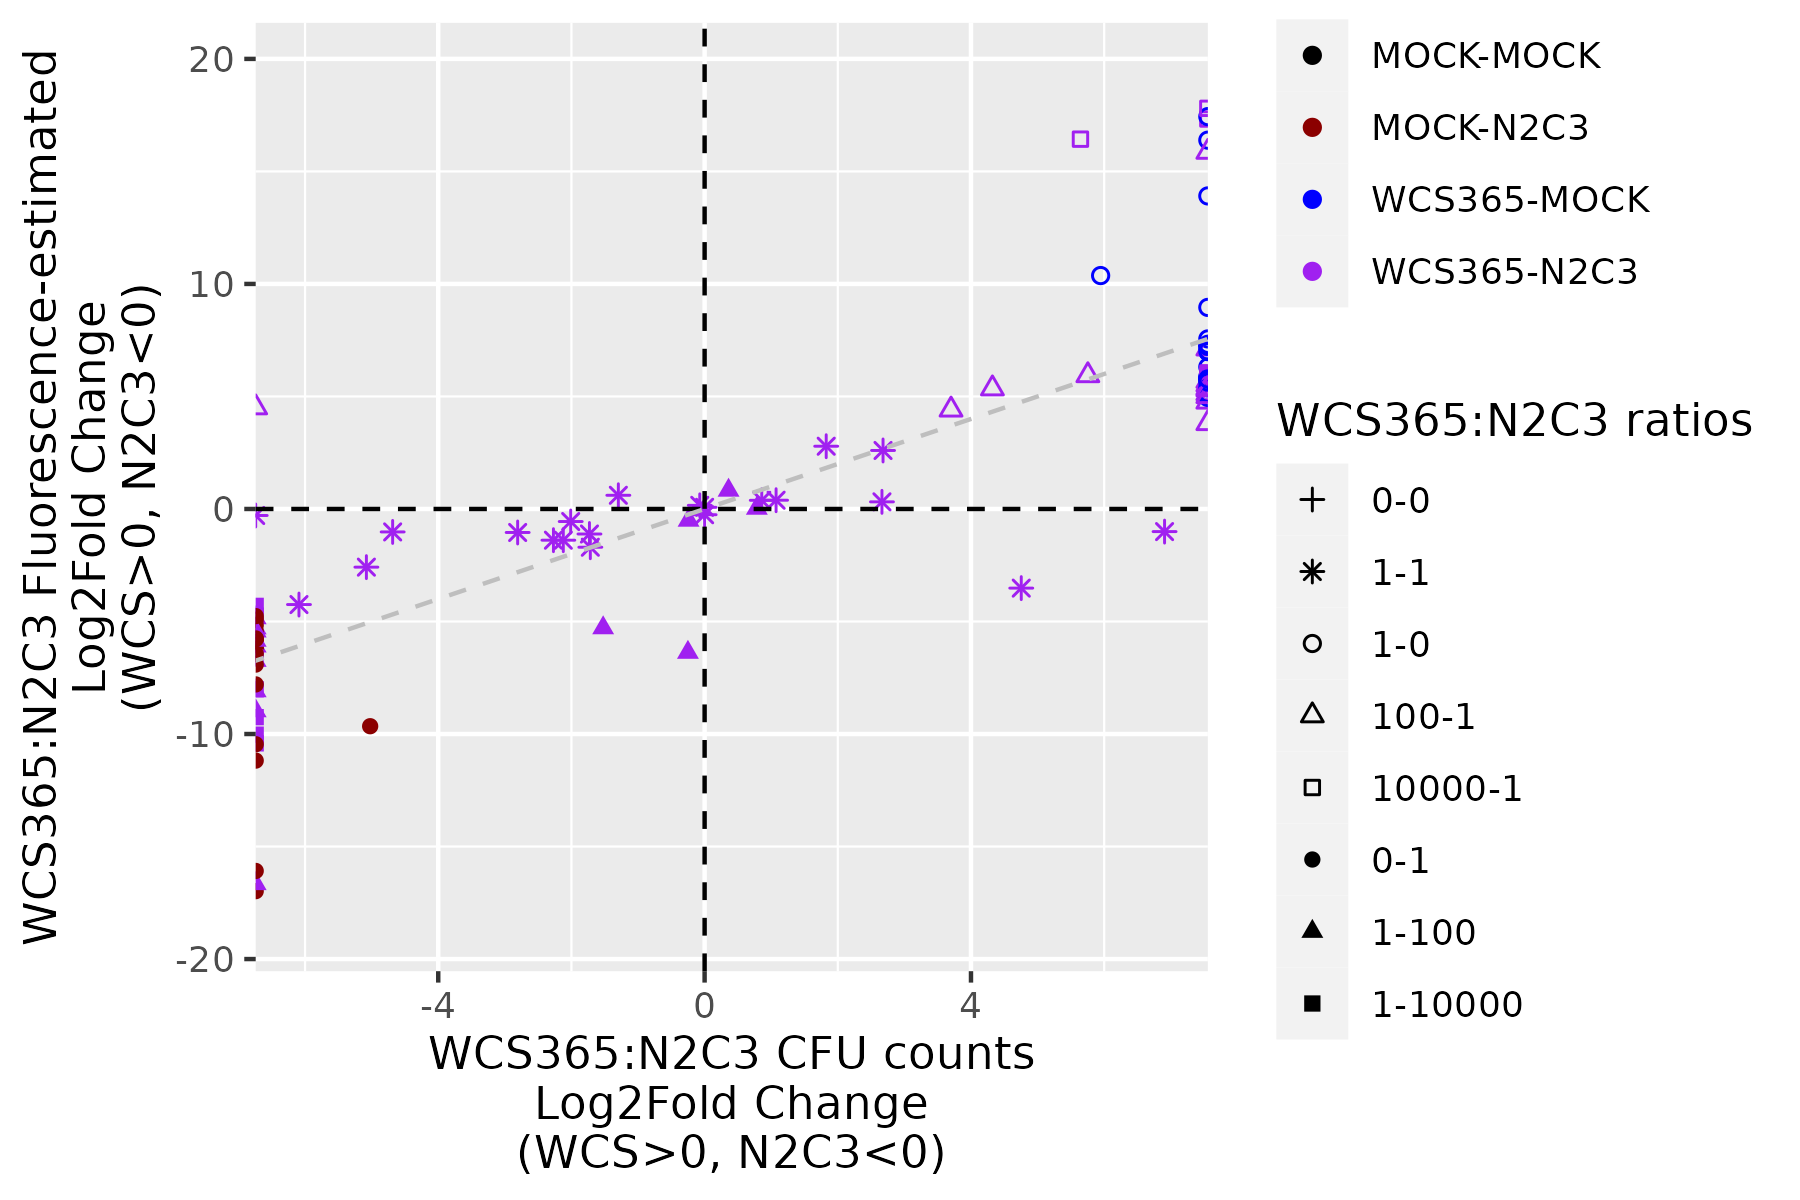 WCS365:N2C3 Fluorescence-estimated
Log2Fold Change
(WCS>0, N2C3<0)
20
10
0
-10
-20
-4
0
4
WCS365:N2C3 CFU counts
Log2Fold Change
(WCS>0, N2C3<0)
MOCK-MOCK
MOCK-N2C3
WCS365-MOCK
WCS365-N2C3
WCS365:N2C3 ratios
0-0
1-1
1-0
100-1
10000-1
0-1
1-100
1-10000